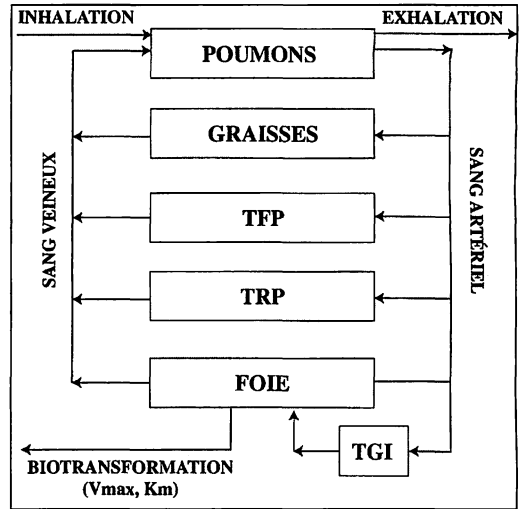 INHALATION
EXHALATION
POUMONS
GRAISSES
SANG VEINEUX
SANG ARTÉRIEL
TFP
TRP
FOIE
TGI
BIOTRANSFORMATION
(Vmax, Km)